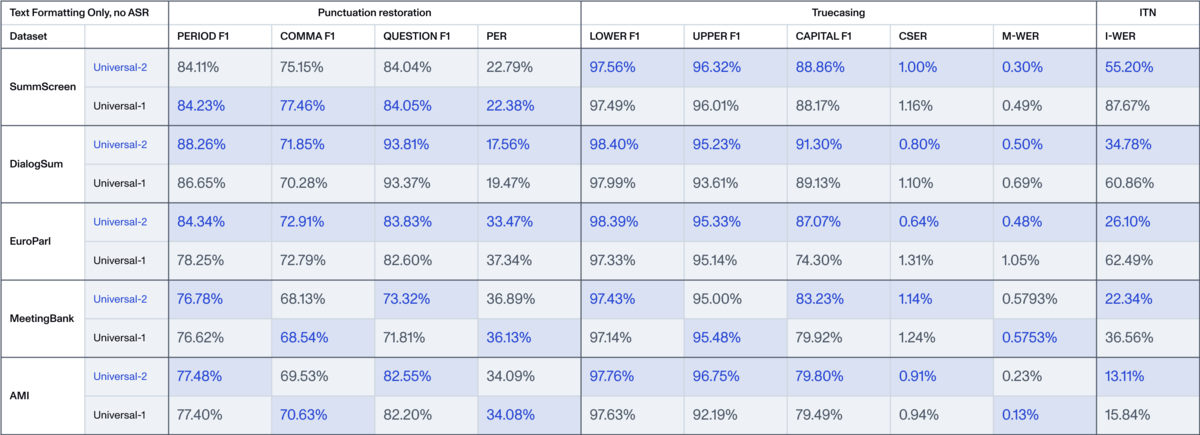 Text Formatting Only, no ASR Punctuation restoration Truecasing ITN
Dataset PERIOD F1 COMMA F1 QUESTION F1 PER LOWER F1 UPPER F1 CAPITAL F1 CSER M-WER I-WER
SummScreen
Universal-2 84.11% 75.15% 84.04% 22.79% 97.56% 96.32% 88.86% 1.00% 0.30% 55.20%
Universal-1 84.23% 77.46% 84.05% 22.38% 97.49% 96.01% 88.17% 1.16% 0.49% 87.67%
DialogSum
Universal-2 88.26% 71.85% 93.81% 17.56% 98.40% 95.23% 91.30% 0.80% 0.50% 34.78%
Universal-1 86.65% 70.28% 93.37% 19.47% 97.99% 93.61% 89.13% 1.10% 0.69% 60.86%
EuroParl
Universal-2 84.34% 72.91% 83.83% 33.47% 98.39% 95.33% 87.07% 0.64% 0.48% 26.10%
Universal-1 78.25% 72.79% 82.60% 37.34% 97.33% 95.14% 74.30% 1.31% 1.05% 62.49%
MeetingBank
Universal-2 76.78% 68.13% 73.32% 36.89% 97.43% 95.00% 83.23% 1.14% 0.5793% 22.34%
Universal-1 76.62% 68.54% 71.81% 36.13% 97.14% 95.48% 79.92% 1.24% 0.5753% 36.56%
AMI
Universal-2 77.48% 69.53% 82.55% 34.09% 97.76% 96.75% 79.80% 0.91% 0.23% 13.11%
Universal-1 77.40% 70.63% 82.20% 34.08% 97.63% 92.19% 79.49% 0.94% 0.13% 15.84%